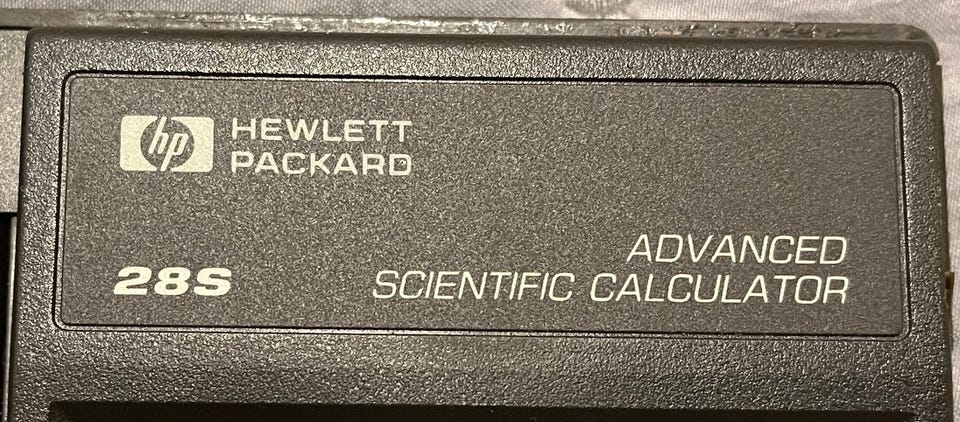 hp HEWLETT
PACKARD
ADVANCED
28S SCIENTIFIC CALCULATOR